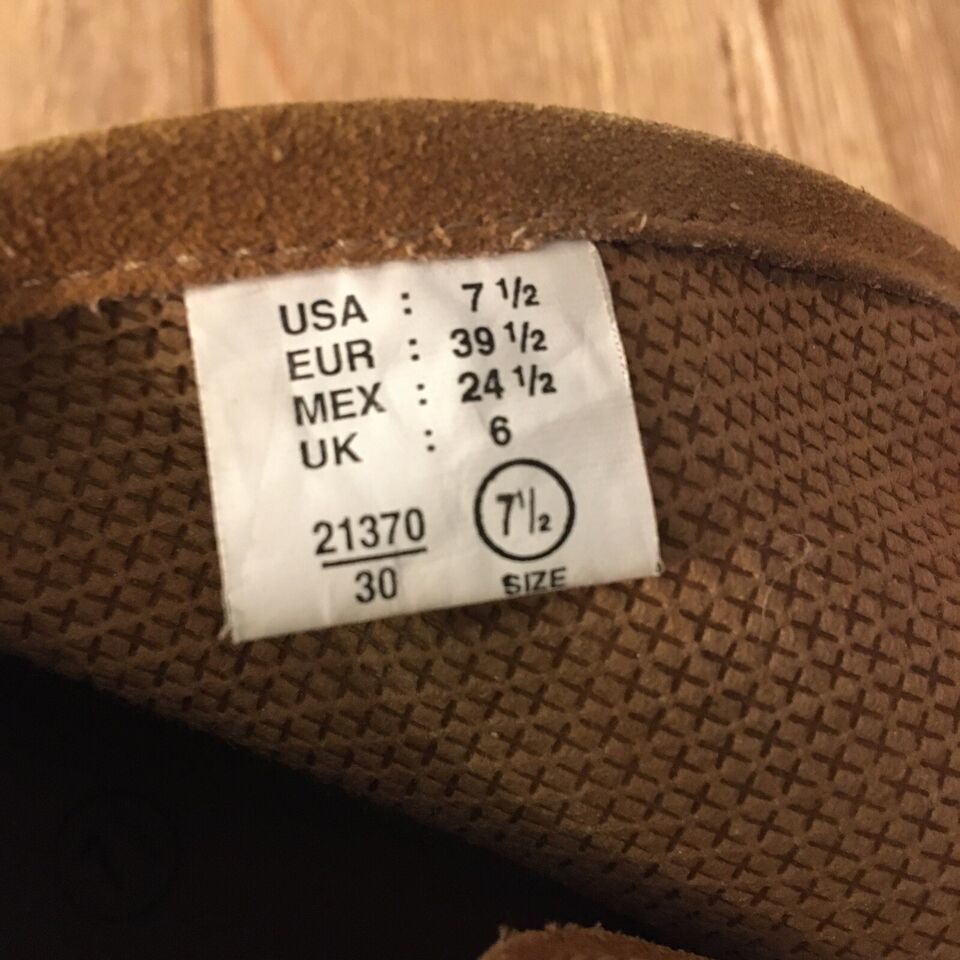 USA : 7 1/2
EUR : 39 1/2
MEX : 24 1/2
UK : 6
21370
30
7 1/2
SIZE